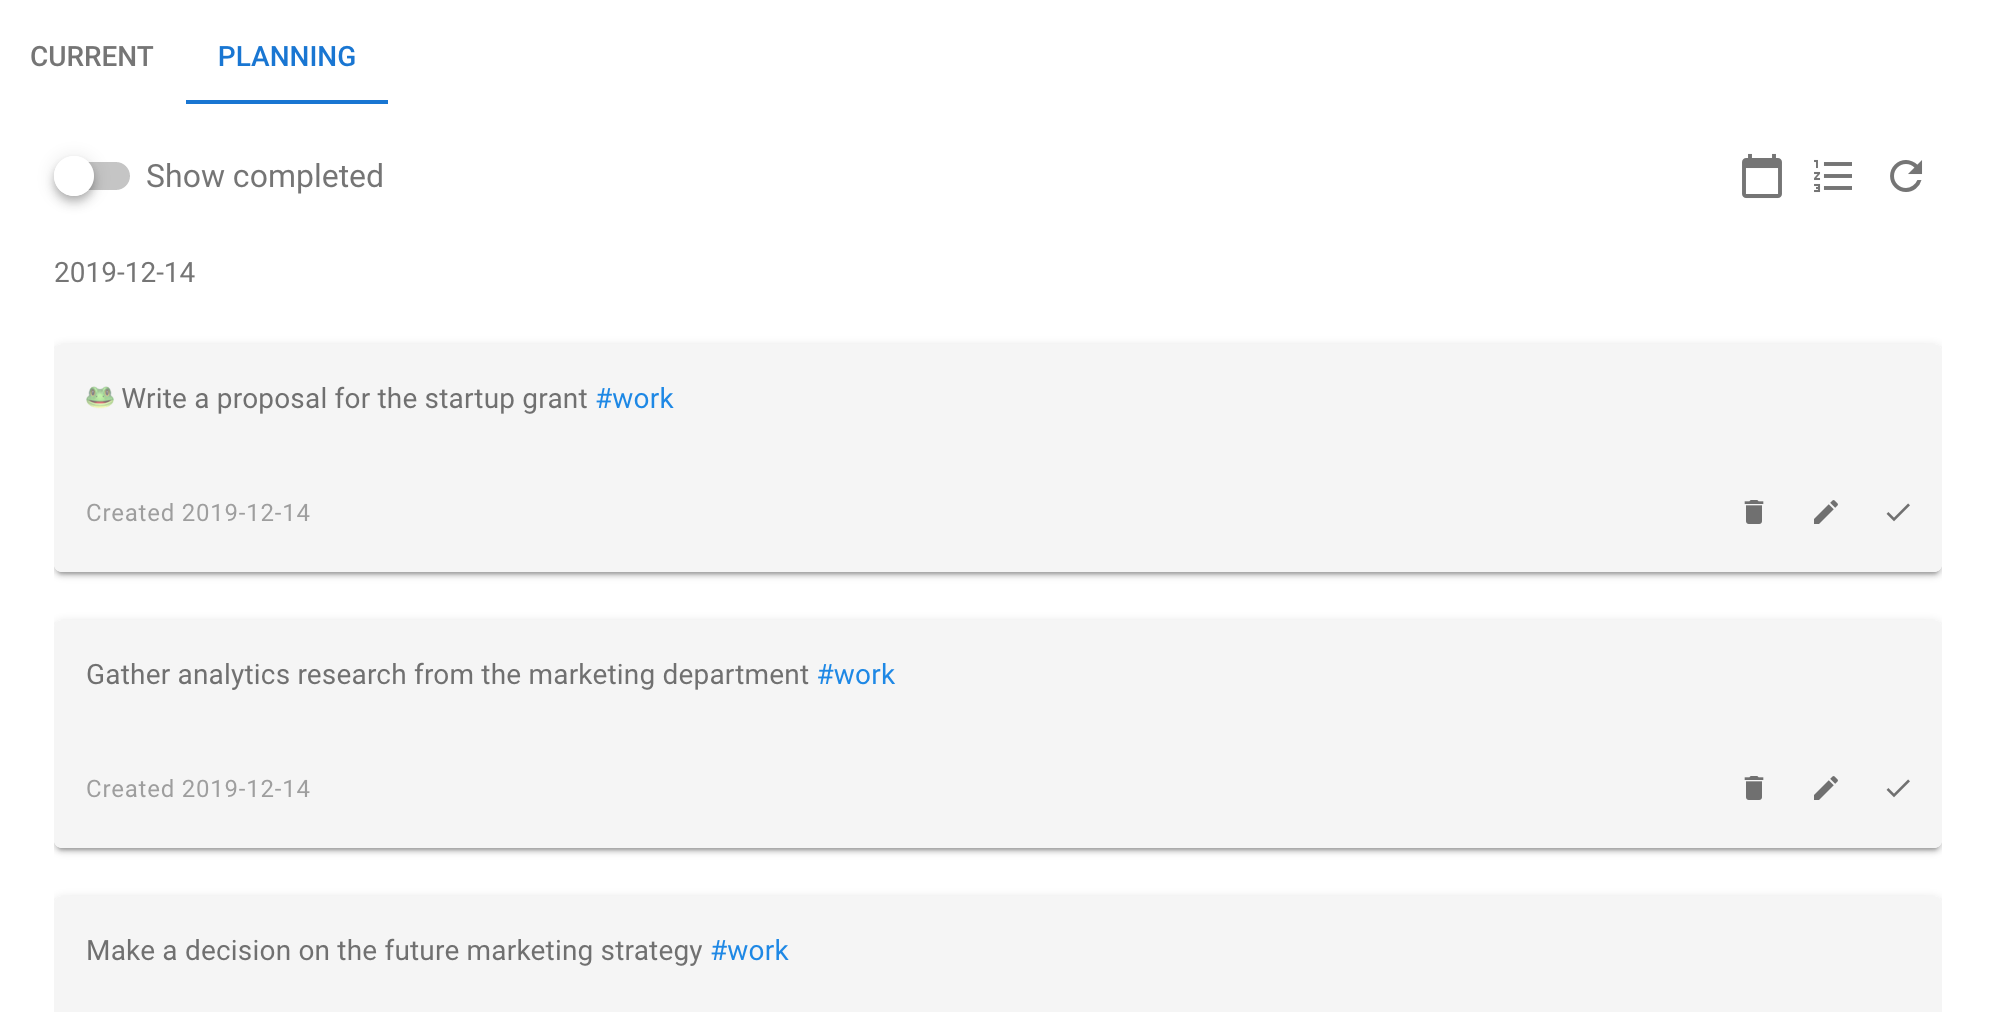 CURRENT PLANNING
Show completed
2019-12-14
🐸 Write a proposal for the startup grant #work
Created 2019-12-14
Gather analytics research from the marketing department #work
Created 2019-12-14
Make a decision on the future marketing strategy #work